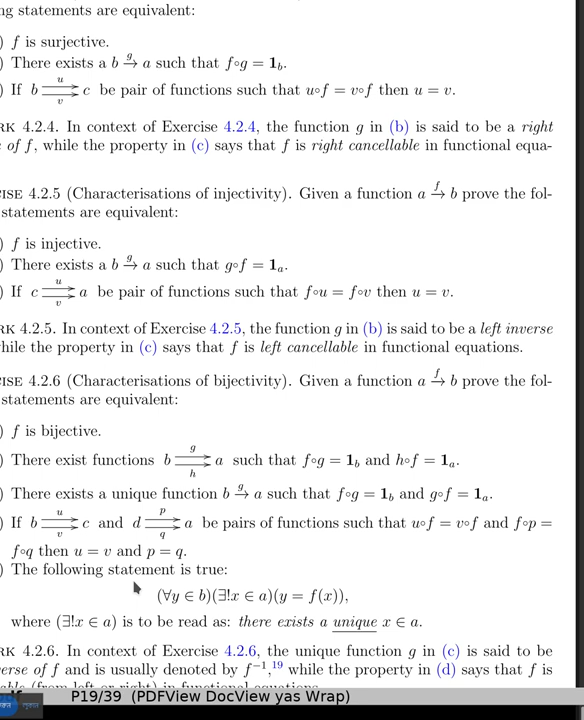 ng statements are equivalent:
) f is surjective.
) There exists a b →g a such that f∘g = 1_b.
) If b ⇉ c be pair of functions such that u∘f = v∘f then u = v.
u
v
RK 4.2.4. In context of Exercise 4.2.4, the function g in (b) is said to be a right
of f, while the property in (c) says that f is right cancellable in functional equa-
ISE 4.2.5 (Characterisations of injectivity). Given a function a →f b prove the fol-
statements are equivalent:
) f is injective.
) There exists a b →g a such that g∘f = 1_a.
) If c ⇉ a be pair of functions such that f∘u = f∘v then u = v.
u
v
RK 4.2.5. In context of Exercise 4.2.5, the function g in (b) is said to be a left inverse
hile the property in (c) says that f is left cancellable in functional equations.
ISE 4.2.6 (Characterisations of bijectivity). Given a function a →f b prove the fol-
statements are equivalent:
) f is bijective.
) There exist functions b ⇉ a such that f∘g = 1_b and h∘f = 1_a.
g
h
) There exists a unique function b →g a such that f∘g = 1_b and g∘f = 1_a.
) If b ⇉ c and d ⇉ a be pairs of functions such that u∘f = v∘f and f∘p =
u p
v q
f∘q then u = v and p = q.
) The following statement is true:
(∀y ∈ b)(∃!x ∈ a)(y = f(x)),
where (∃!x ∈ a) is to be read as: there exists a unique x ∈ a.
RK 4.2.6. In context of Exercise 4.2.6, the unique function g in (c) is said to be
erse of f and is usually denoted by f⁻¹,¹⁹ while the property in (d) says that f is
(from left or right) in functional equations
P19/39 (PDFView DocView yas Wrap)